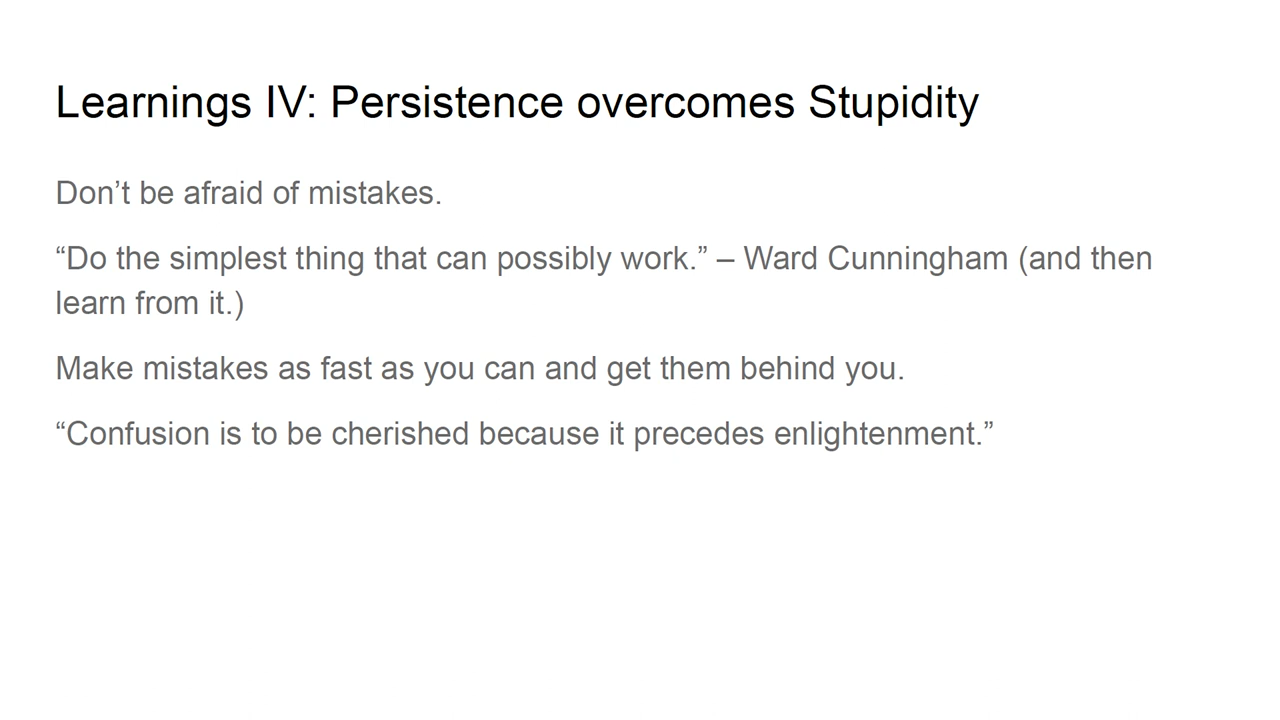 Learnings IV: Persistence overcomes Stupidity
Don’t be afraid of mistakes.
“Do the simplest thing that can possibly work.” – Ward Cunningham (and then
learn from it.)
Make mistakes as fast as you can and get them behind you.
“Confusion is to be cherished because it precedes enlightenment.”